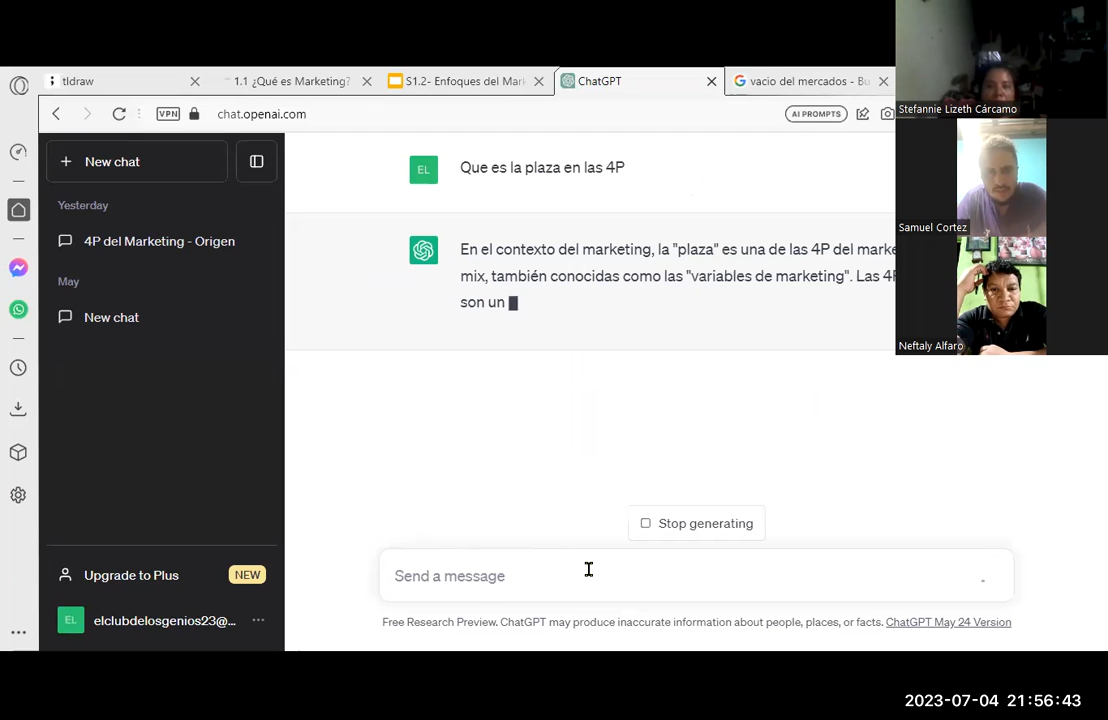 tldraw
1.1 ¿Qué es Marketing?
S1.2- Enfoques del Mar
ChatGPT
vacio del mercados - Bu
VPN
chat.openai.com
AI PROMPTS
Stefannie Lizeth Cárcamo
Samuel Cortez
Neftaly Alfaro
New chat
Yesterday
4P del Marketing - Origen
May
New chat
EL
Que es la plaza en las 4P
En el contexto del marketing, la "plaza" es una de las 4P del marke
mix, también conocidas como las "variables de marketing". Las 4P
son un
Stop generating
Send a message
Upgrade to Plus
NEW
EL
elclubdelosgenios23@...
Free Research Preview. ChatGPT may produce inaccurate information about people, places, or facts. ChatGPT May 24 Version
2023-07-04 21:56:43